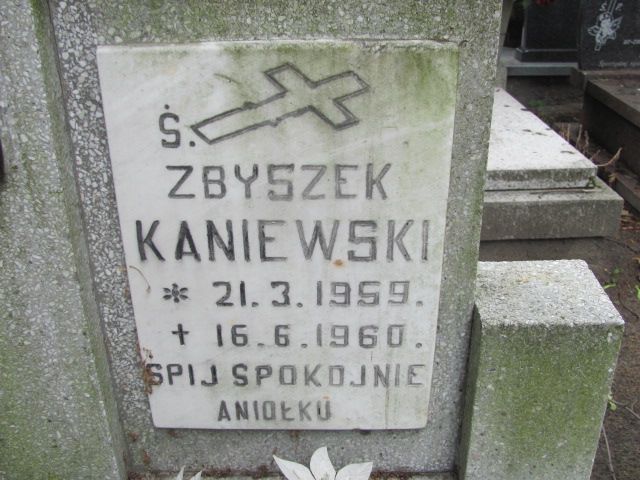 Ś.
ZBYSZEK
KANIEWSKI
* 21.3.1959.
+ 16.6.1960.
ŚPIJ SPOKOJNIE
ANIOŁKU